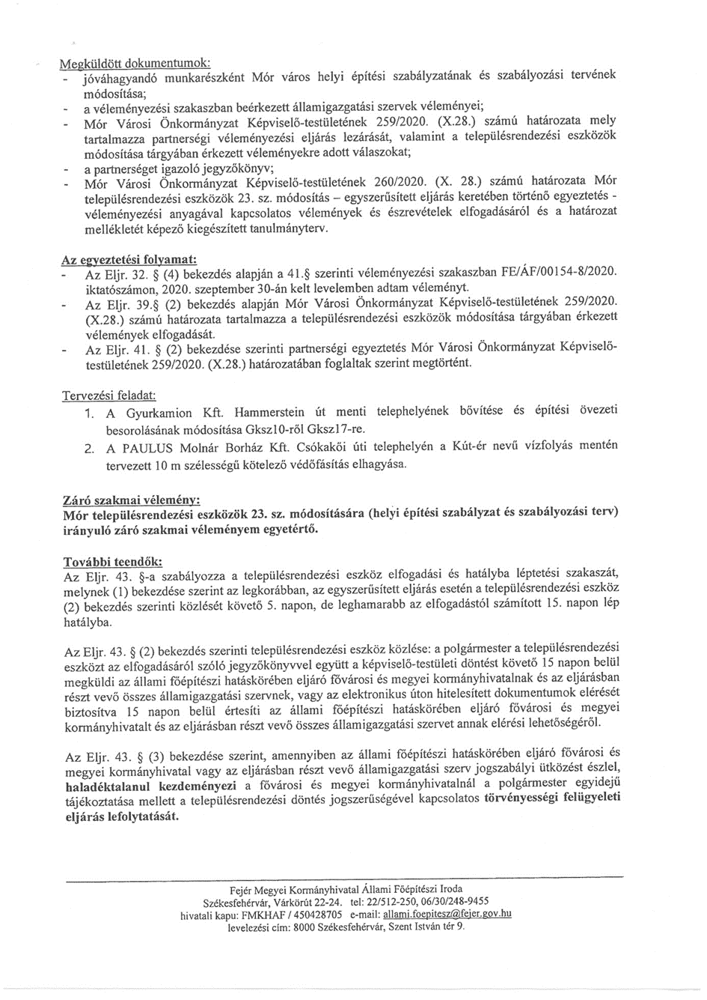 Megküldött dokumentumok:
- jóváhagyandó munkarészként Mór város helyi építési szabályzatának és szabályozási tervének
módosítása;
- a véleményezési szakaszban beérkezett államigazgatási szervek véleményei;
- Mór Városi Önkormányzat Képviselő-testületének 259/2020. (X.28.) számú határozata mely
tartalmazza partnerségi véleményezési eljárás lezárását, valamint a településrendezési eszközök
módosítása tárgyában érkezett véleményekre adott válaszokat;
- a partnerséget igazoló jegyzőkönyv;
- Mór Városi Önkormányzat Képviselő-testületének 260/2020. (X. 28.) számú határozata Mór
településrendezési eszközök 23. sz. módosítás – egyszerűsített eljárás keretében történő egyeztetés -
véleményezési anyagával kapcsolatos vélemények és észrevételek elfogadásáról és a határozat
mellékletét képező kiegészített tanulmányterv.
Az egyeztetési folyamat:
- Az Eljr. 32. § (4) bekezdés alapján a 41.§ szerinti véleményezési szakaszban FE/ÁF/00154-8/2020.
iktatószámon, 2020. szeptember 30-án kelt levelemben adtam véleményt.
- Az Eljr. 39.§ (2) bekezdés alapján Mór Városi Önkormányzat Képviselő-testületének 259/2020.
(X.28.) számú határozata tartalmazza a településrendezési eszközök módosítása tárgyában érkezett
vélemények elfogadását.
- Az Eljr. 41. § (2) bekezdése szerinti partnerségi egyeztetés Mór Városi Önkormányzat Képviselő-
testületének 259/2020. (X.28.) határozatában foglaltak szerint megtörtént.
Tervezési feladat:
1. A Gyurkamion Kft. Hammerstein út menti telephelyének bővítése és építési övezeti
besorolásának módosítása Gksz10-ről Gksz17-re.
2. A PAULUS Molnár Borház Kft. Csókakői úti telephelyén a Kút-ér nevű vízfolyás mentén
tervezett 10 m szélességű kötelező védőfásítás elhagyása.
Záró szakmai vélemény:
Mór településrendezési eszközök 23. sz. módosítására (helyi építési szabályzat és szabályozási terv)
irányuló záró szakmai véleményem egyetértő.
További teendők:
Az Eljr. 43. §-a szabályozza a településrendezési eszköz elfogadási és hatályba léptetési szakaszát,
melynek (1) bekezdése szerint az legkorábban, az egyszerűsített eljárás esetén a településrendezési eszköz
(2) bekezdés szerinti közlését követő 5. napon, de leghamarabb az elfogadástól számított 15. napon lép
hatályba.
Az Eljr. 43. § (2) bekezdés szerinti településrendezési eszköz közlése: a polgármester a településrendezési
eszközt az elfogadásáról szóló jegyzőkönyvvel együtt a képviselő-testületi döntést követő 15 napon belül
megküldi az állami főépítészi hatáskörében eljáró fővárosi és megyei kormányhivatalnak és az eljárásban
részt vevő összes államigazgatási szervnek, vagy az elektronikus úton hitelesített dokumentumok elérését
biztosítva 15 napon belül értesíti az állami főépítészi hatáskörében eljáró fővárosi és megyei
kormányhivatalt és az eljárásban részt vevő összes államigazgatási szervet annak elérési lehetőségéről.
Az Eljr. 43. § (3) bekezdése szerint, amennyiben az állami főépítészi hatáskörében eljáró fővárosi és
megyei kormányhivatal vagy az eljárásban részt vevő államigazgatási szerv jogszabályi ütközést észlel,
haladéktalanul kezdeményezi a fővárosi és megyei kormányhivatalnál a polgármester egyidejű
tájékoztatása mellett a településrendezési döntés jogszerűségével kapcsolatos törvényességi felügyeleti
eljárás lefolytatását.
Fejér Megyei Kormányhivatal Állami Főépítészi Iroda
Székesfehérvár, Várkörút 22-24. tel: 22/512-250, 06/30/248-9455
hivatali kapu: FMKHAF / 450428705 e-mail: allami.foepitesz@fejer.gov.hu
levelezési cím: 8000 Székesfehérvár, Szent István tér 9.